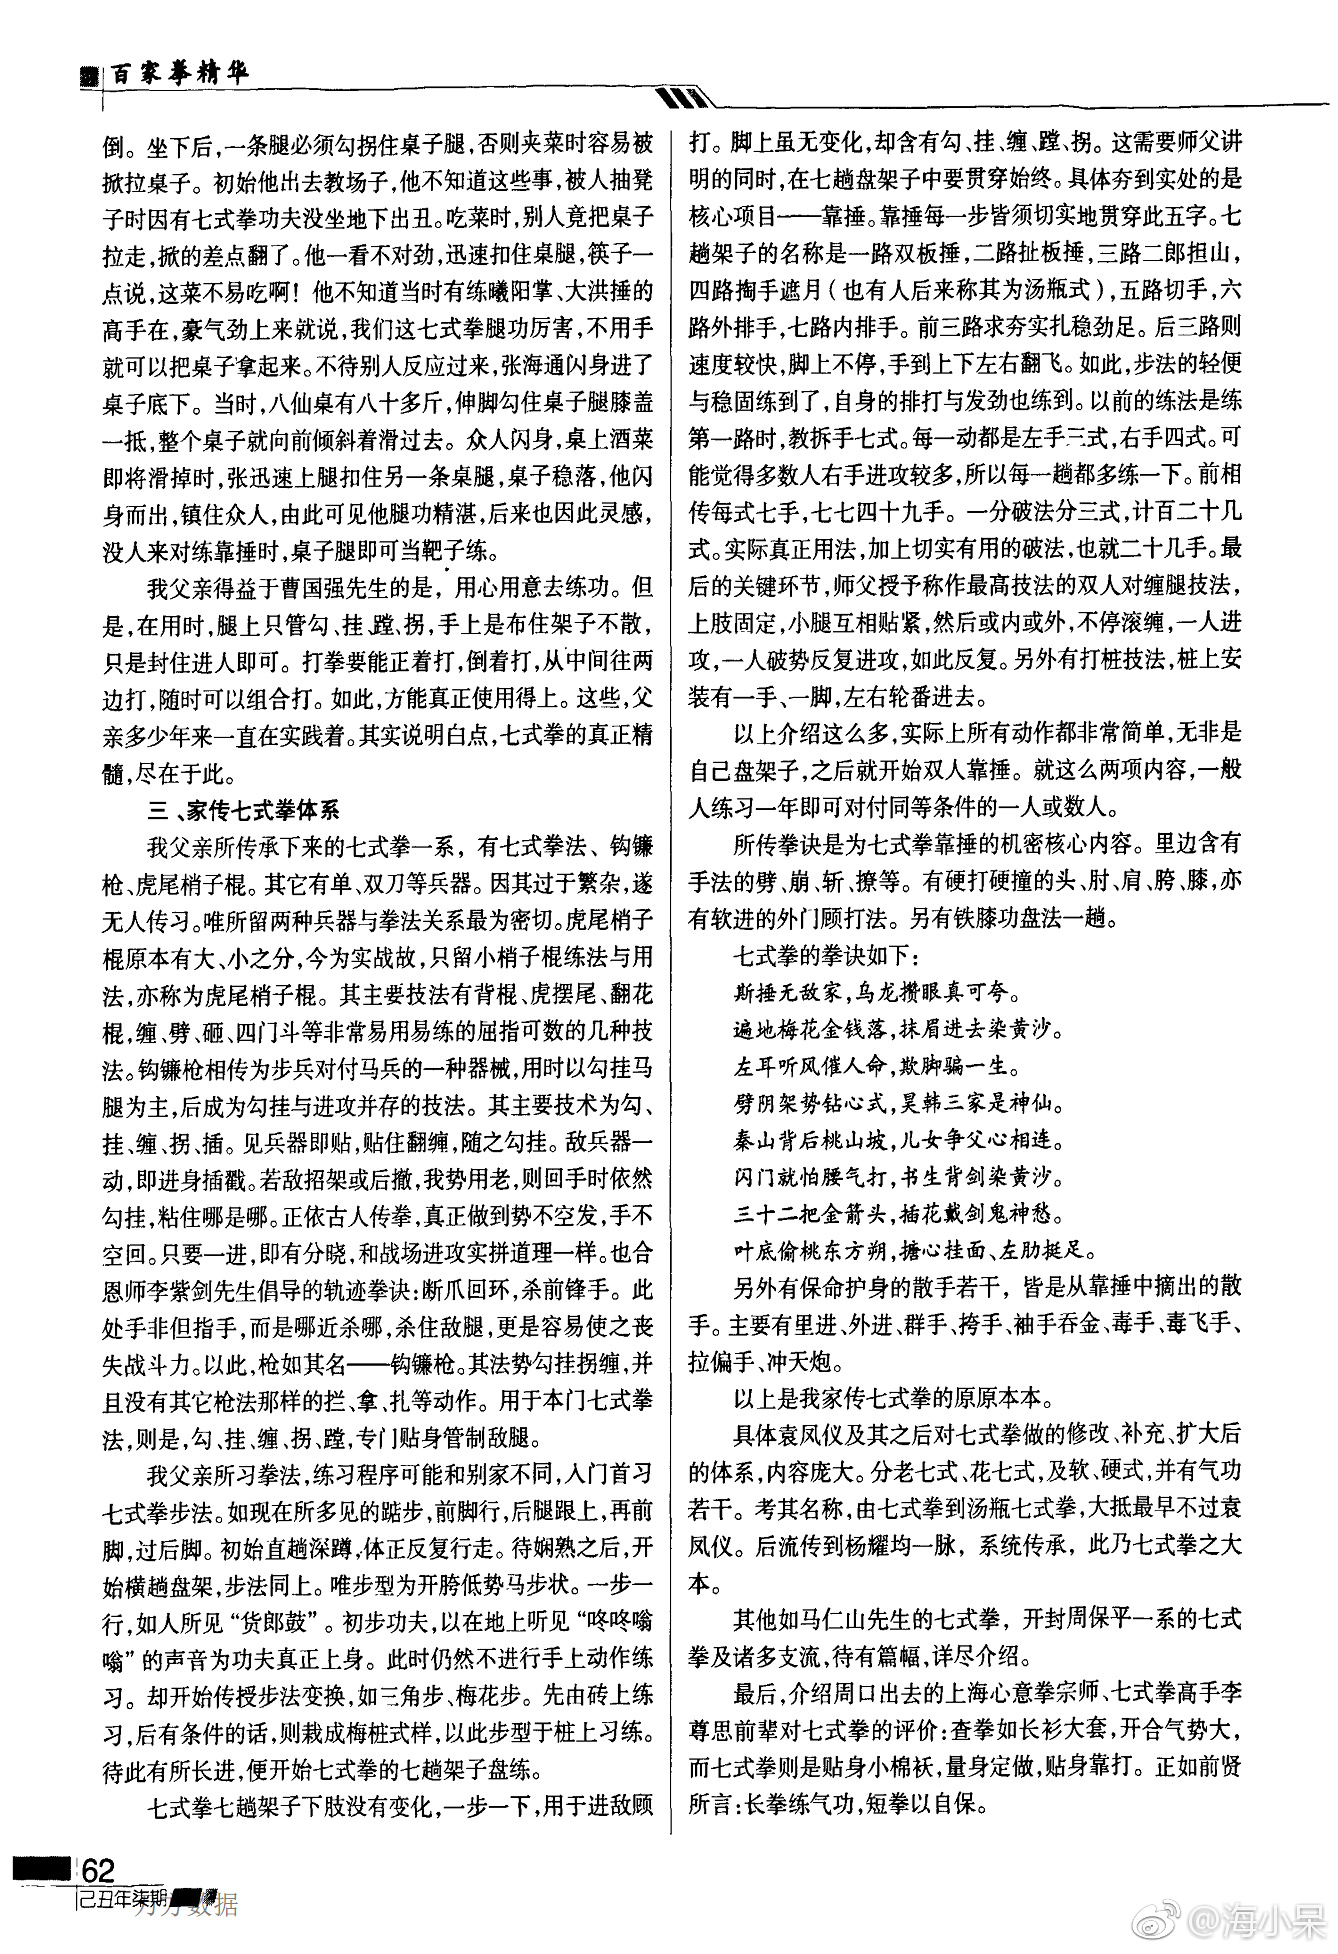 百家拳精华
倒。坐下后,一条腿必须勾拐住桌子腿,否则夹菜时容易被
掀拉桌子。初始他出去教场子,他不知道这些事,被人抽凳
子时因有七式拳功夫没坐地下出丑。吃菜时,别人竟把桌子
拉走,掀的差点翻了。他一看不对劲,迅速扣住桌腿,筷子一
点说,这菜不易吃啊!他不知道当时有练曦阳掌、大洪捶的
高手在,豪气劲上来就说,我们这七式拳腿功厉害,不用手
就可以把桌子拿起来。不待别人反应过来,张海通闪身进了
桌子底下。当时,八仙桌有八十多斤,伸脚勾住桌子腿膝盖
一抵,整个桌子就向前倾斜着滑过去。众人闪身,桌上酒菜
即将滑掉时,张迅速上腿扣住另一条桌腿,桌子稳落,他闪
身而出,镇住众人,由此可见他腿功精湛,后来也因此灵感,
没人来对练靠捶时,桌子腿即可当靶子练。
我父亲得益于曹国强先生的是,用心用意去练功。但
是,在用时,腿上只管勾、挂、蹚、拐,手上是布住架子不散,
只是封住进人即可。打拳要能正着打,倒着打,从中间往两
边打,随时可以组合打。如此,方能真正使用得上。这些,父
亲多少年来一直在实践着。其实说明白点,七式拳的真正精
髓,尽在于此。
三、家传七式拳体系
我父亲所传承下来的七式拳一系,有七式拳法、钩镰
枪、虎尾梢子棍。其它有单、双刀等兵器。因其过于繁杂,遂
无人传习。唯所留两种兵器与拳法关系最为密切。虎尾梢子
棍原本有大、小之分,今为实战故,只留小梢子棍练法与用
法,亦称为虎尾梢子棍。其主要技法有背棍、虎摆尾、翻花
棍,缠、劈、砸、四门斗等非常易用易练的屈指可数的几种技
法。钩镰枪相传为步兵对付马兵的一种器械,用时以勾挂马
腿为主,后成为勾挂与进攻并存的技法。其主要技术为勾、
挂、缠、拐、插。见兵器即贴,贴住翻缠,随之勾挂。敌兵器一
动,即进身插戳。若敌招架或后撤,我势用老,则回手时依然
勾挂,粘住哪是哪。正依古人传拳,真正做到势不空发,手不
空回。只要一进,即有分晓,和战场进攻实拼道理一样。也合
恩师李紫剑先生倡导的轨迹拳诀:断爪回环,杀前锋手。此
处手非但指手,而是哪近杀哪,杀住敌腿,更是容易使之丧
失战斗力。以此,枪如其名——钩镰枪。其法势勾挂拐缠,并
且没有其它枪法那样的拦、拿、扎等动作。用于本门七式拳
法,则是,勾、挂、缠、拐、蹚,专门贴身管制敌腿。
我父亲所习拳法,练习程序可能和别家不同,入门首习
七式拳步法。如现在所多见的踮步,前脚行,后腿跟上,再前
脚,过后脚。初始直趟深蹲,体正反复行走。待娴熟之后,开
始横趟盘架,步法同上。唯步型为开胯低势马步状。一步一
行,如人所见“货郎鼓”。初步功夫,以在地上听见“咚咚嗡
嗡”的声音为功夫真正上身。此时仍然不进行手上动作练
习。却开始传授步法变换,如三角步、梅花步。先由砖上练
习,后有条件的话,则栽成梅桩式样,以此步型于桩上习练。
待此有所长进,便开始七式拳的七趟架子盘练。
七式拳七趟架子下肢没有变化,一步一下,用于进敌顾
打。脚上虽无变化,却含有勾、挂、缠、蹚、拐。这需要师父讲
明的同时,在七趟盘架子中要贯穿始终。具体夯到实处的是
核心项目——靠捶。靠捶每一步皆须切实地贯穿此五字。七
趟架子的名称是一路双板捶,二路扯板捶,三路二郎担山,
四路掏手遮月(也有人后来称其为汤瓶式),五路切手,六
路外排手,七路内排手。前三路求夯实扎稳劲足。后三路则
速度较快,脚上不停,手到上下左右翻飞。如此,步法的轻便
与稳固练到了,自身的排打与发劲也练到。以前的练法是练
第一路时,教拆手七式。每一动都是左手三式,右手四式。可
能觉得多数人右手进攻较多,所以每一趟都多练一下。前相
传每式七手,七七四十九手。一分破法分三式,计百二十几
式。实际真正用法,加上切实有用的破法,也就二十几手。最
后的关键环节,师父授予称作最高技法的双人对缠腿技法,
上肢固定,小腿互相贴紧,然后或内或外,不停滚缠,一人进
攻,一人破势反复进攻,如此反复。另外有打桩技法,桩上安
装有一手、一脚,左右轮番进去。
以上介绍这么多,实际上所有动作都非常简单,无非是
自己盘架子,之后就开始双人靠捶。就这么两项内容,一般
人练习一年即可对付同等条件的一人或数人。
所传拳诀是为七式拳靠捶的机密核心内容。里边含有
手法的劈、崩、斩、撩等。有硬打硬撞的头、肘、肩、胯、膝,亦
有软进的外门顾打法。另有铁膝功盘法一趟。
七式拳的拳诀如下:
斯捶无敌家,乌龙攒眼真可夸。
遍地梅花金钱落,抹眉进去染黄沙。
左耳听风催人命,欺脚骗一生。
劈阴架势钻心式,吴韩三家是神仙。
秦山背后桃山坡,儿女争父心相连。
闪门就怕腰气打,书生背剑染黄沙。
三十二把金箭头,插花戴剑鬼神愁。
叶底偷桃东方朔,搪心挂面、左肋挺足。
另外有保命护身的散手若干,皆是从靠捶中摘出的散
手。主要有里进、外进、群手、挎手、袖手吞金、毒手、毒飞手、
拉偏手、冲天炮。
以上是我家传七式拳的原原本本。
具体袁凤仪及其之后对七式拳做的修改、补充、扩大后
的体系,内容庞大。分老七式、花七式,及软、硬式,并有气功
若干。考其名称,由七式拳到汤瓶七式拳,大抵最早不过袁
凤仪。后流传到杨耀均一脉,系统传承,此乃七式拳之大
本。
其他如马仁山先生的七式拳,开封周保平一系的七式
拳及诸多支流,待有篇幅,详尽介绍。
最后,介绍周口出去的上海心意拳宗师、七式拳高手李
尊思前辈对七式拳的评价:查拳如长衫大套,开合气势大,
而七式拳则是贴身小棉袄,量身定做,贴身靠打。正如前贤
所言:长拳练气功,短拳以自保。
62
己丑年柒期
万方数据
@海小呆